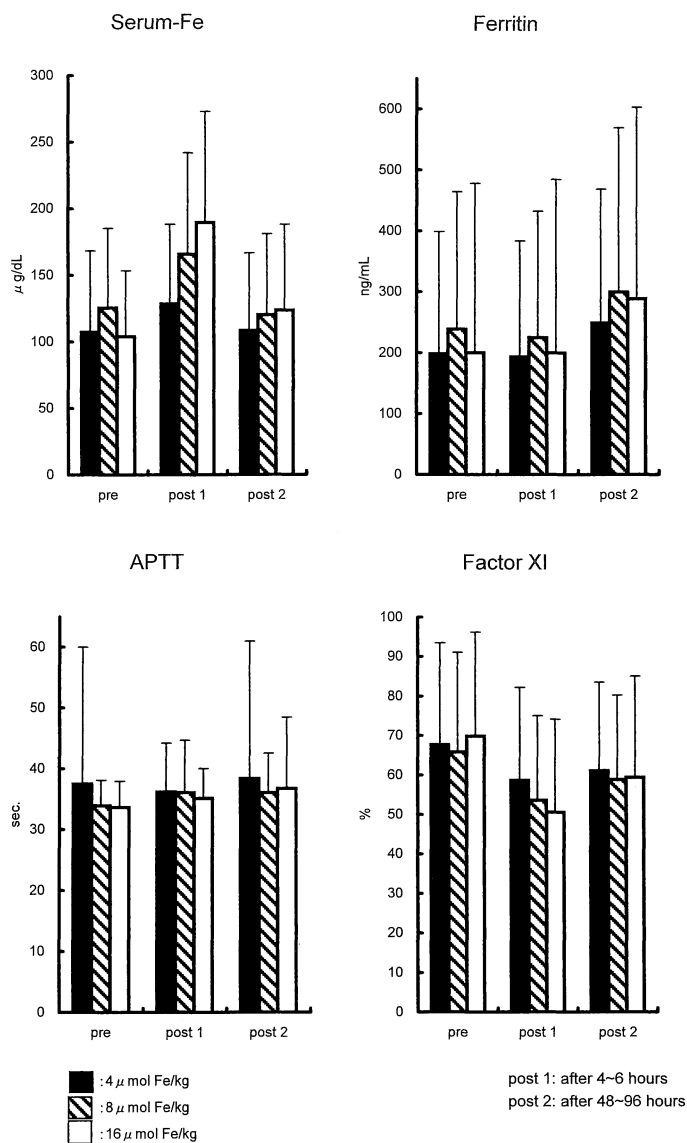 Serum-Fe
300
250
200
150
100
50
0
μg/dL
pre post 1 post 2
Ferritin
600
500
400
300
200
100
0
ng/mL
pre post 1 post 2
APTT
60
50
40
30
20
10
0
sec.
pre post 1 post 2
Factor XI
100
90
80
70
60
50
40
30
20
10
0
%
pre post 1 post 2
: 4 μ mol Fe/kg
: 8 μ mol Fe/kg
: 16 μ mol Fe/kg
post 1: after 4~6 hours
post 2: after 48~96 hours